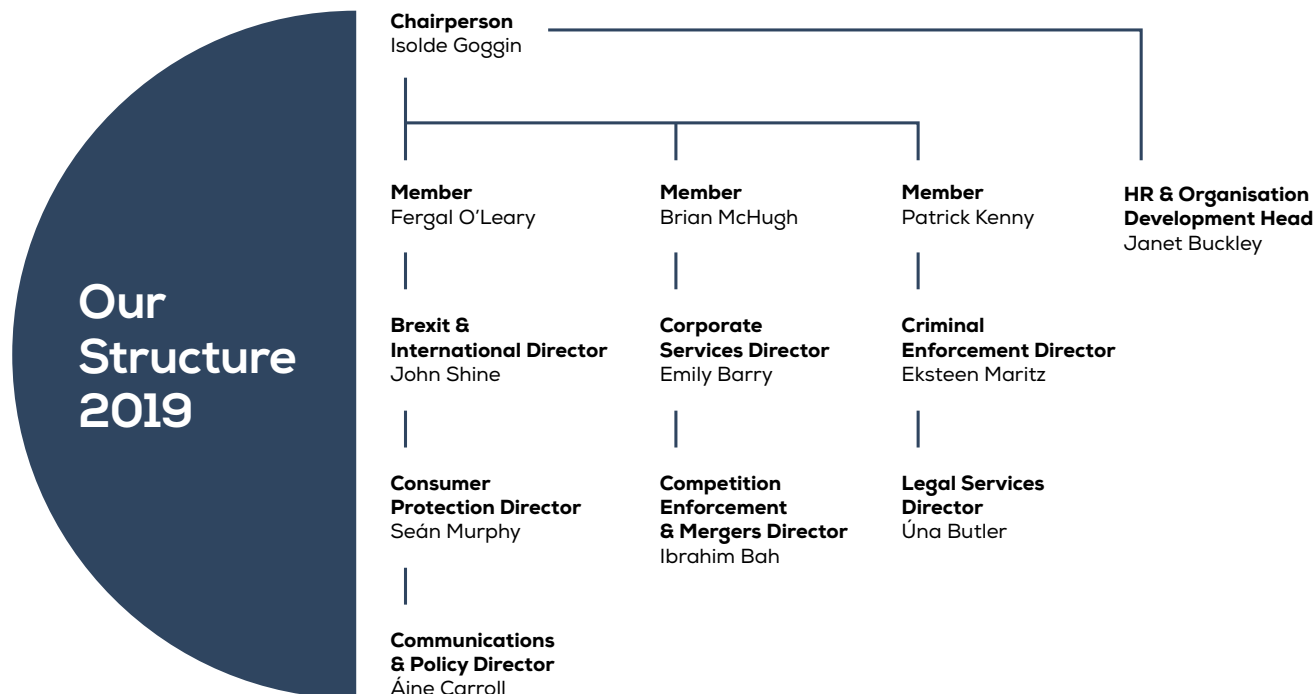 Our
Structure
2019
Chairperson
Isolde Goggin
Member
Fergal O’Leary
Brexit &
International Director
John Shine
Consumer
Protection Director
Seán Murphy
Communications
& Policy Director
Áine Carroll
Member
Brian McHugh
Corporate
Services Director
Emily Barry
Competition
Enforcement
& Mergers Director
Ibrahim Bah
Member
Patrick Kenny
Criminal
Enforcement Director
Eksteen Maritz
Legal Services
Director
Úna Butler
HR & Organisation
Development Head
Janet Buckley